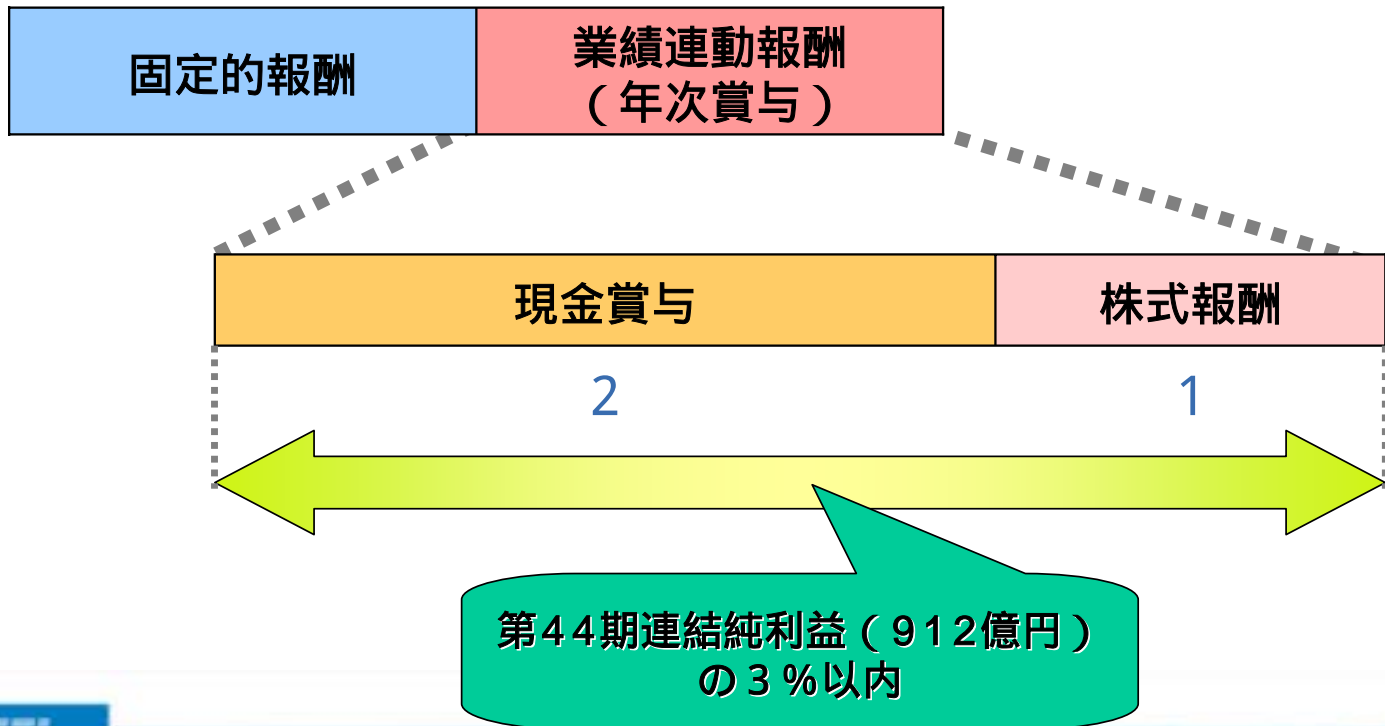 固定的報酬
業績連動報酬
（年次賞与）
現金賞与
株式報酬
2
1
第44期連結純利益（912億円）
の３％以内